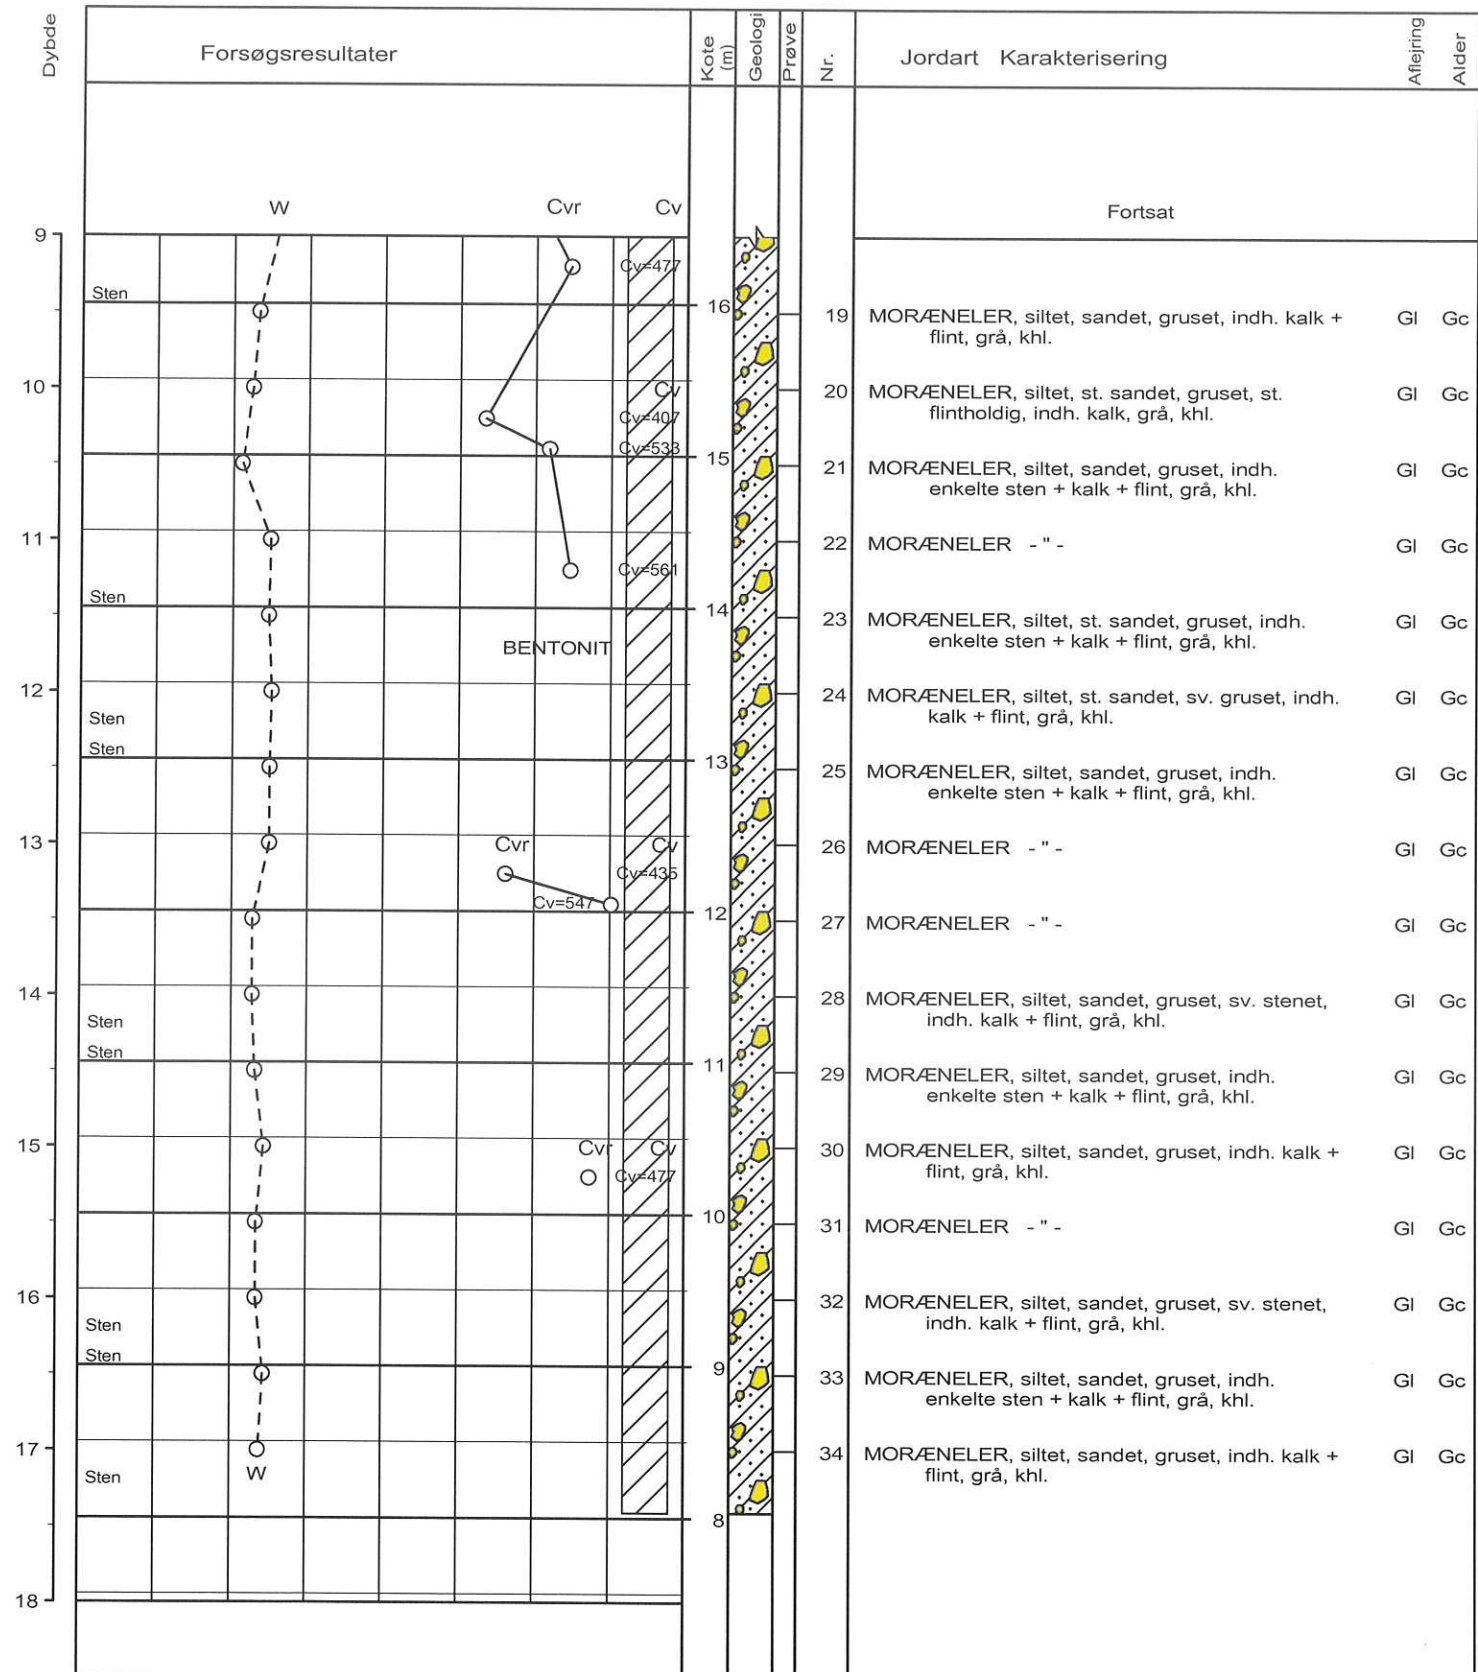 Dybde
Forsøgsresultater
Kote (m)
Geologi
Prøve
Nr.
Jordart Karakterisering
Aflejring
Alder
W
Cvr
Cv
Fortsat
9
Cv=477
Sten
16
19 MORÆNELER, siltet, sandet, gruset, indh. kalk + Gl Gc
flint, grå, khl.
10
Cv
20 MORÆNELER, siltet, st. sandet, gruset, st. Gl Gc
flintholdig, indh. kalk, grå, khl.
Cv=407
Cv=533
15
21 MORÆNELER, siltet, sandet, gruset, indh. Gl Gc
enkelte sten + kalk + flint, grå, khl.
11
22 MORÆNELER - " - Gl Gc
Cv=561
Sten
14
23 MORÆNELER, siltet, st. sandet, gruset, indh. Gl Gc
enkelte sten + kalk + flint, grå, khl.
BENTONIT
12
24 MORÆNELER, siltet, st. sandet, sv. gruset, indh. Gl Gc
kalk + flint, grå, khl.
Sten
Sten
13
25 MORÆNELER, siltet, sandet, gruset, indh. Gl Gc
enkelte sten + kalk + flint, grå, khl.
13
Cvr
Cv
26 MORÆNELER - " - Gl Gc
Cv=435
Cv=547
12
27 MORÆNELER - " - Gl Gc
14
28 MORÆNELER, siltet, sandet, gruset, sv. stenet, Gl Gc
indh. kalk + flint, grå, khl.
Sten
Sten
11
29 MORÆNELER, siltet, sandet, gruset, indh. Gl Gc
enkelte sten + kalk + flint, grå, khl.
15
Cvr
Cv
30 MORÆNELER, siltet, sandet, gruset, indh. kalk + Gl Gc
flint, grå, khl.
Cv=477
10
31 MORÆNELER - " - Gl Gc
16
32 MORÆNELER, siltet, sandet, gruset, sv. stenet, Gl Gc
indh. kalk + flint, grå, khl.
Sten
Sten
9
33 MORÆNELER, siltet, sandet, gruset, indh. Gl Gc
enkelte sten + kalk + flint, grå, khl.
17
34 MORÆNELER, siltet, sandet, gruset, indh. kalk + Gl Gc
flint, grå, khl.
W
Sten
8
18